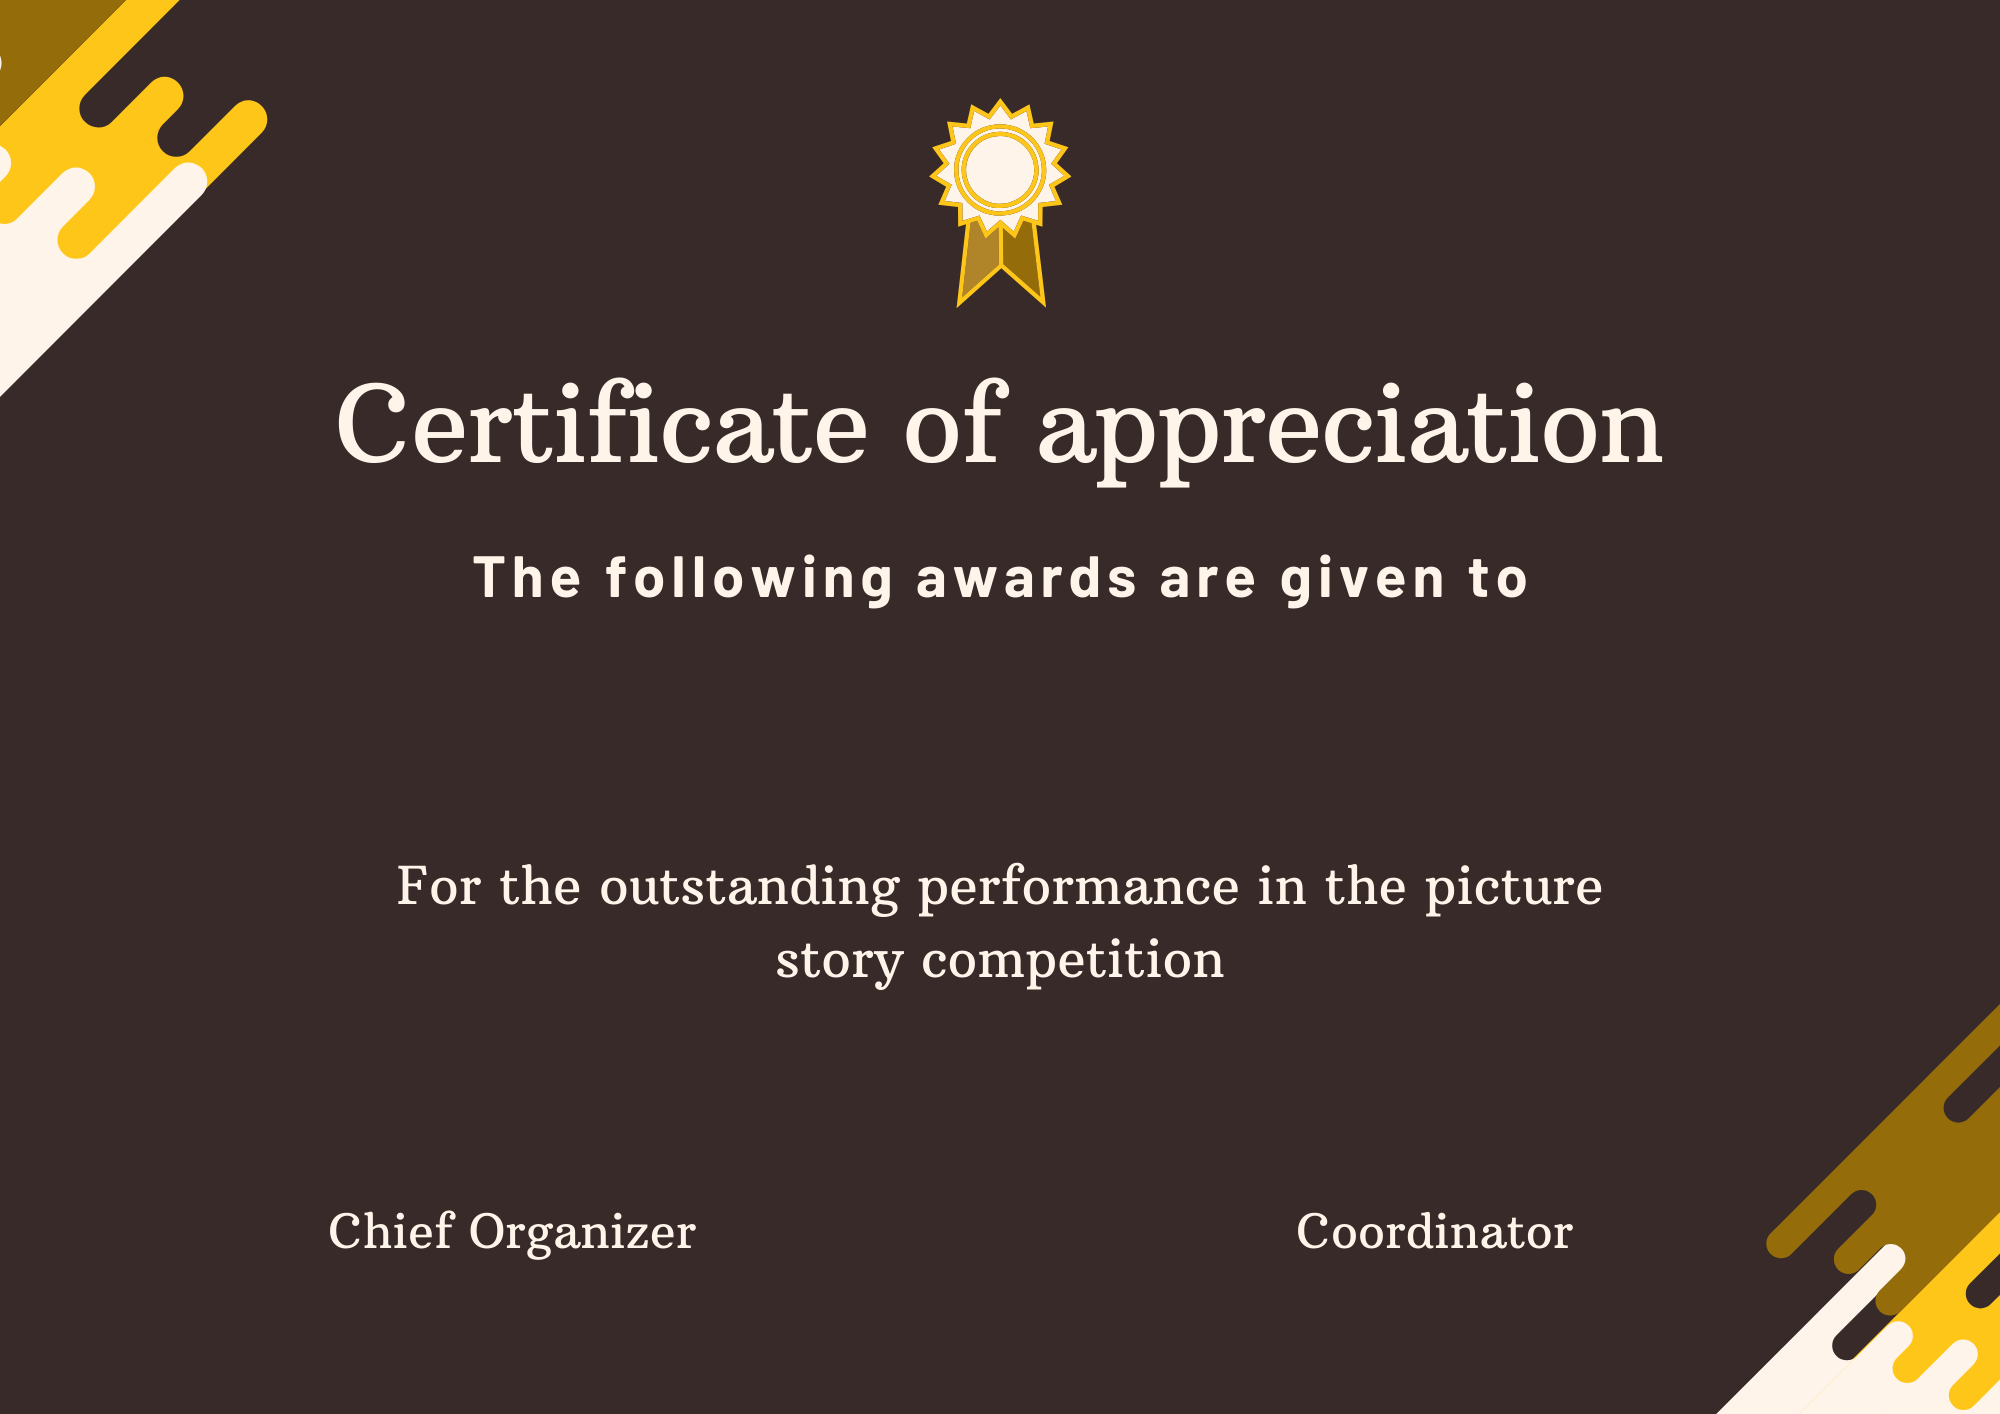 Certificate of appreciation
The following awards are given to
For the outstanding performance in the picture
story competition
Chief Organizer
Coordinator